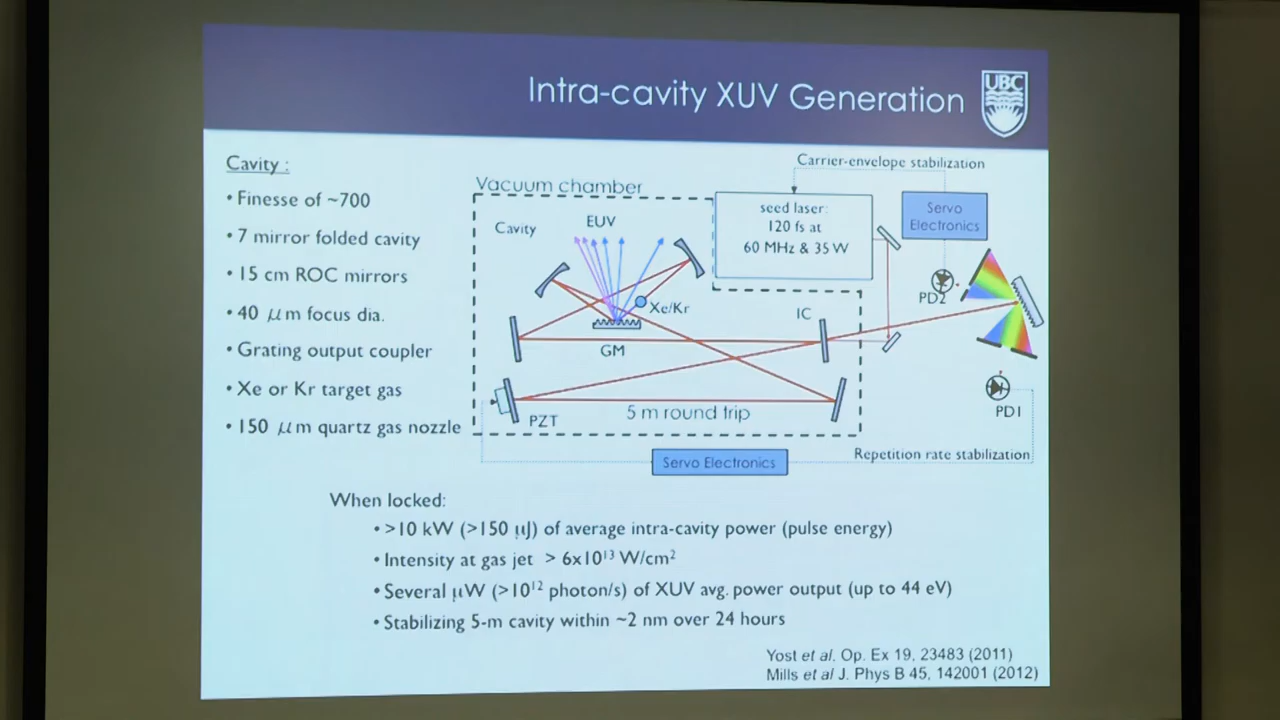 Intra-cavity XUV Generation
UBC
Cavity :
• Finesse of ~700
• 7 mirror folded cavity
• 15 cm ROC mirrors
• 40 μm focus dia.
• Grating output coupler
• Xe or Kr target gas
• 150 μm quartz gas nozzle
Vacuum chamber
Cavity
EUV
Xe/Kr
GM
IC
PZT
5 m round trip
Carrier-envelope stabilization
seed laser:
120 fs at
60 MHz & 35 W
Servo
Electronics
PD2
PD1
Servo Electronics
Repetition rate stabilization
When locked:
• >10 kW (>150 μJ) of average intra-cavity power (pulse energy)
• Intensity at gas jet > 6x10¹³ W/cm²
• Several μW (>10¹² photon/s) of XUV avg. power output (up to 44 eV)
• Stabilizing 5-m cavity within ~2 nm over 24 hours
Yost et al. Op. Ex 19, 23483 (2011)
Mills et al J. Phys B 45, 142001 (2012)